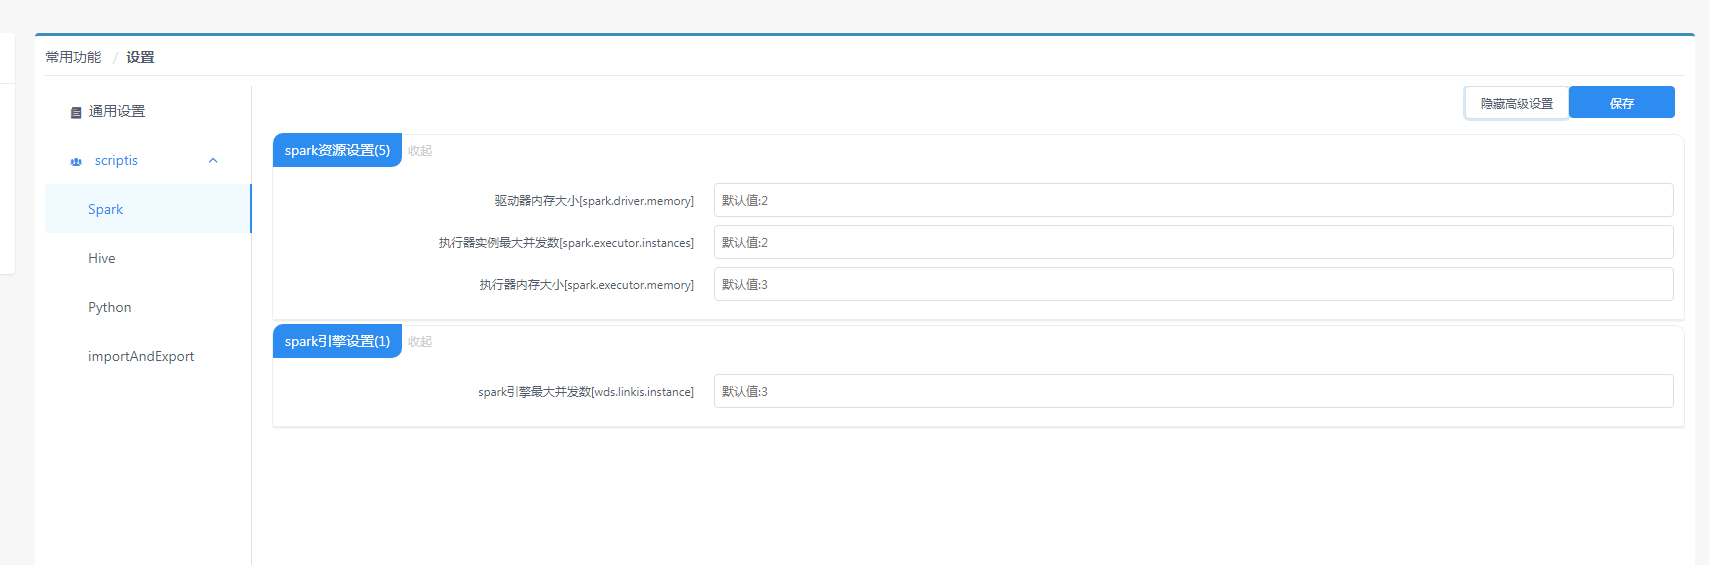 常用功能 / 设置
通用设置
scriptis
Spark
Hive
Python
importAndExport
隐藏高级设置
保存
spark资源设置(5) 收起
驱动器内存大小[spark.driver.memory] 默认值:2
执行器实例最大并发数[spark.executor.instances] 默认值:2
执行器内存大小[spark.executor.memory] 默认值:3
spark引擎设置(1) 收起
spark引擎最大并发数[wds.linkis.instance] 默认值:3